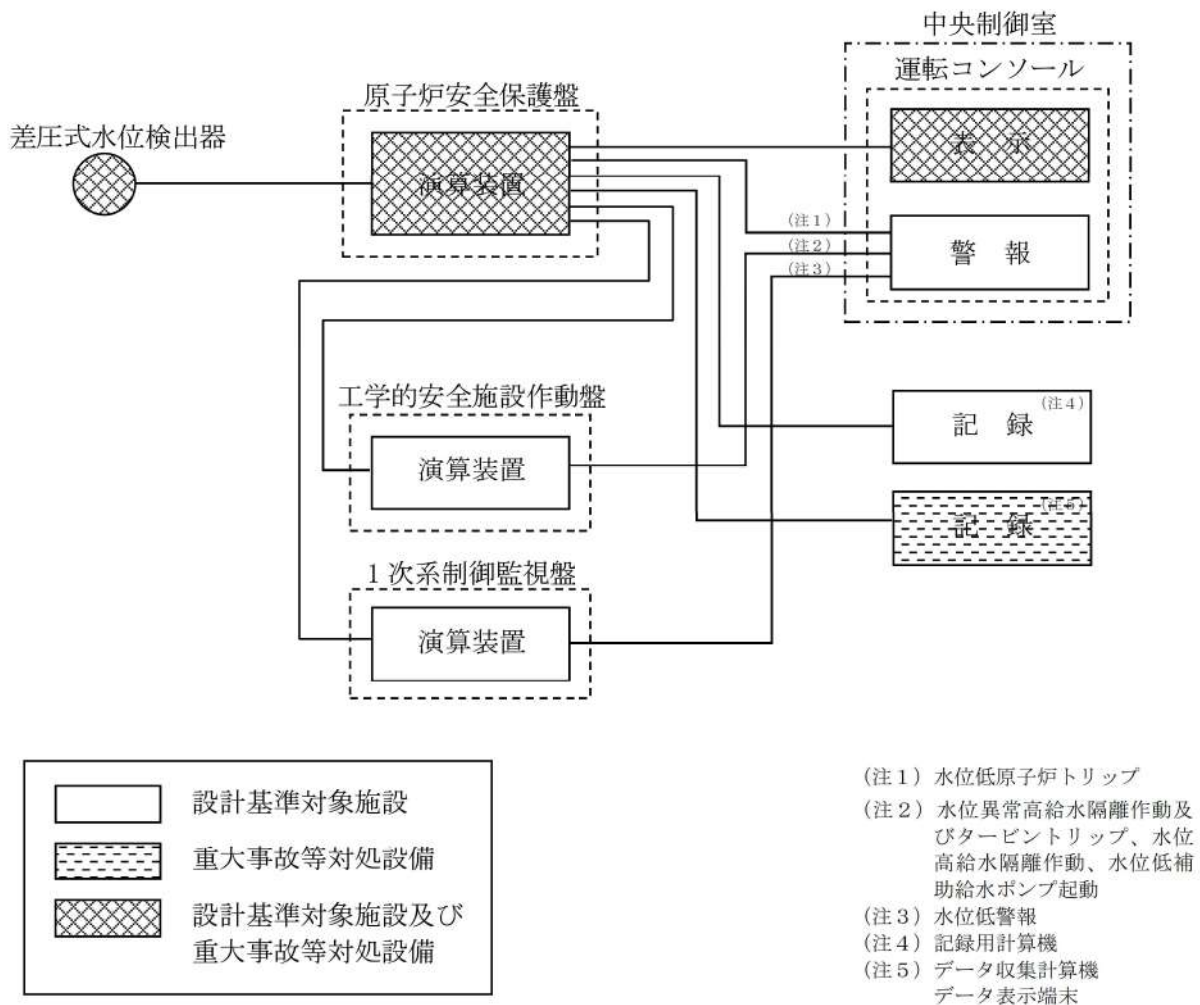 中央制御室
運転コンソール
原子炉安全保護盤
差圧式水位検出器
演算装置
表 示
(注1)
(注2)
(注3)
警 報
工学的安全施設作動盤
演算装置
(注4)
記 録
(注5)
記 録
1次系制御監視盤
演算装置
設計基準対象施設
重大事故等対処設備
設計基準対象施設及び
重大事故等対処設備
(注1) 水位低原子炉トリップ
(注2) 水位異常高給水隔離作動及
びタービントリップ、水位
高給水隔離作動、水位低補
助給水ポンプ起動
(注3) 水位低警報
(注4) 記録用計算機
(注5) データ収集計算機
データ表示端末